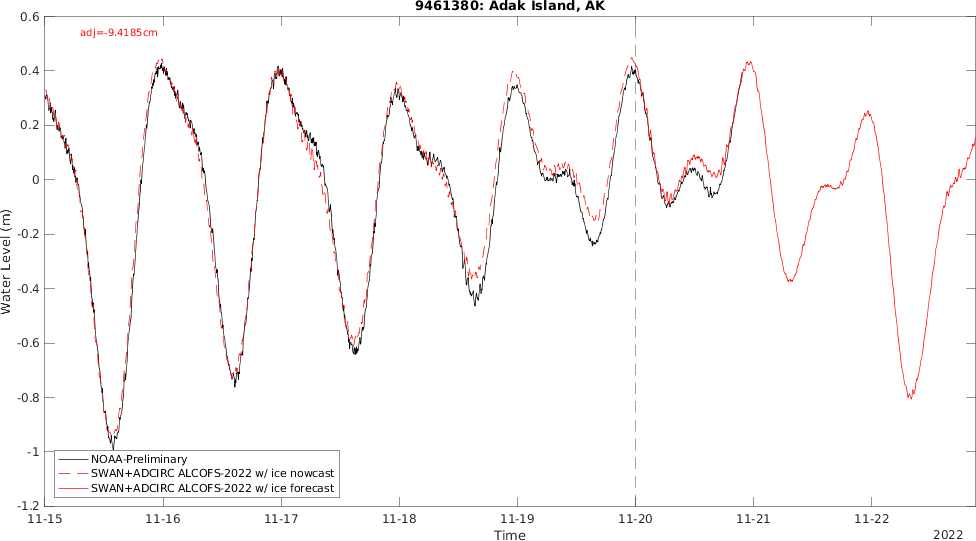 9461380: Adak Island, AK
adj=-9.4185cm
Water Level (m)
0.6
0.4
0.2
0
-0.2
-0.4
-0.6
-0.8
-1
-1.2
NOAA-Preliminary
SWAN+ADCIRC ALCOFS-2022 w/ ice nowcast
SWAN+ADCIRC ALCOFS-2022 w/ ice forecast
11-15 11-16 11-17 11-18 11-19 11-20 11-21 11-22
Time
2022